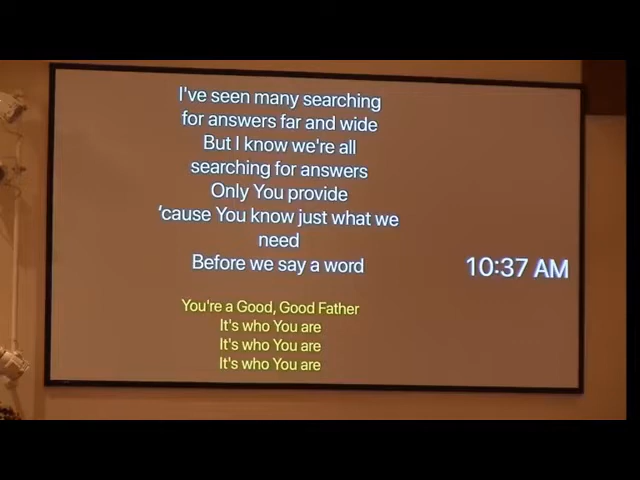 I've seen many searching
for answers far and wide
But I know we're all
searching for answers
Only You provide
‘cause You know just what we
need
Before we say a word
10:37 AM
You're a Good, Good Father
It's who You are
It's who You are
It's who You are